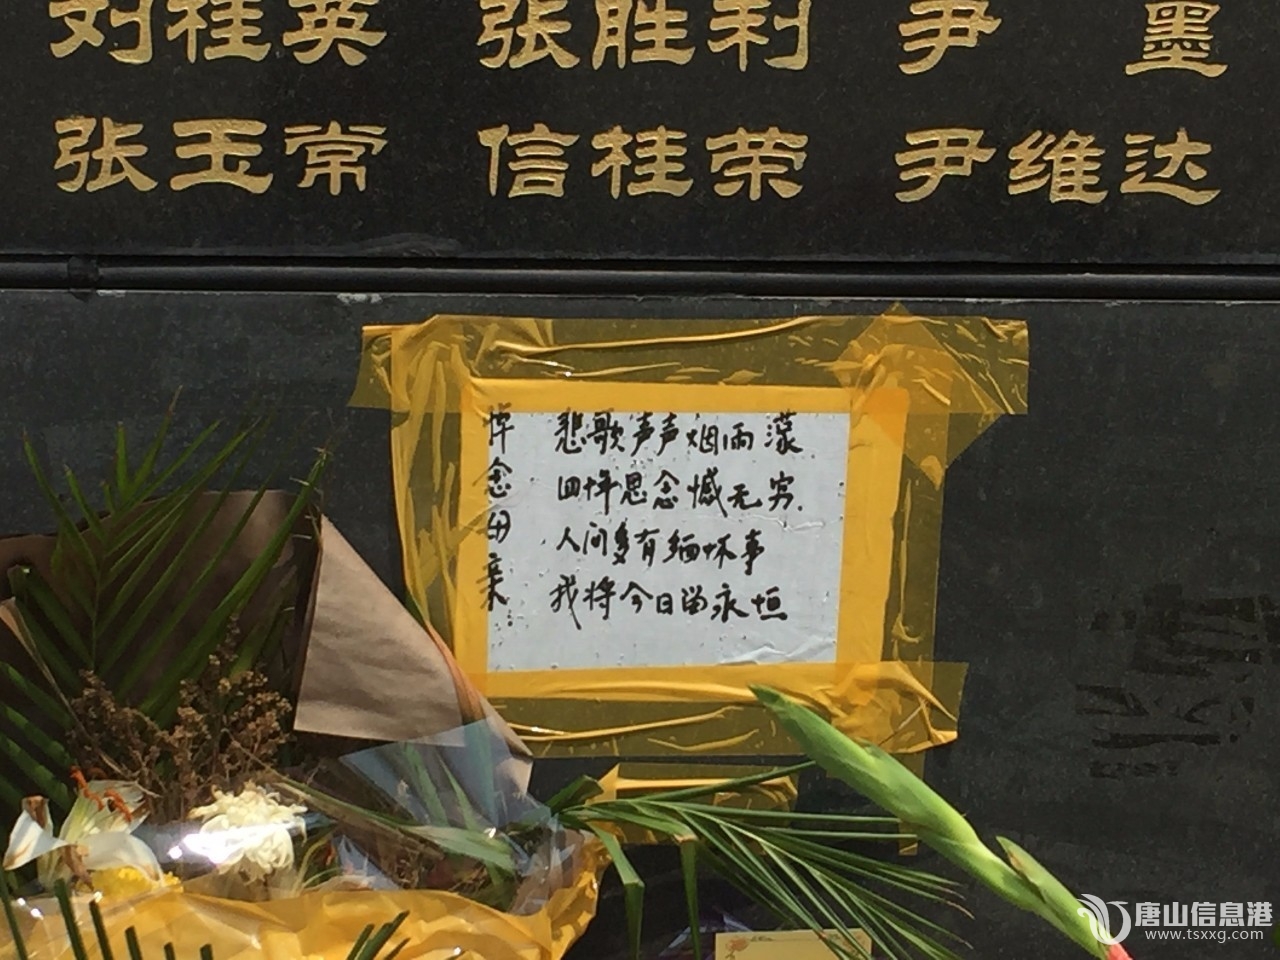 刘桂英 张胜利 尹墨
张玉常 信桂荣 尹维达
悼念母亲
悲歌声声烟雨濛
四十年思念憾无穷.
人间多有缅怀事
我将今日留永恒
唐山信息港
www.tsxxg.com